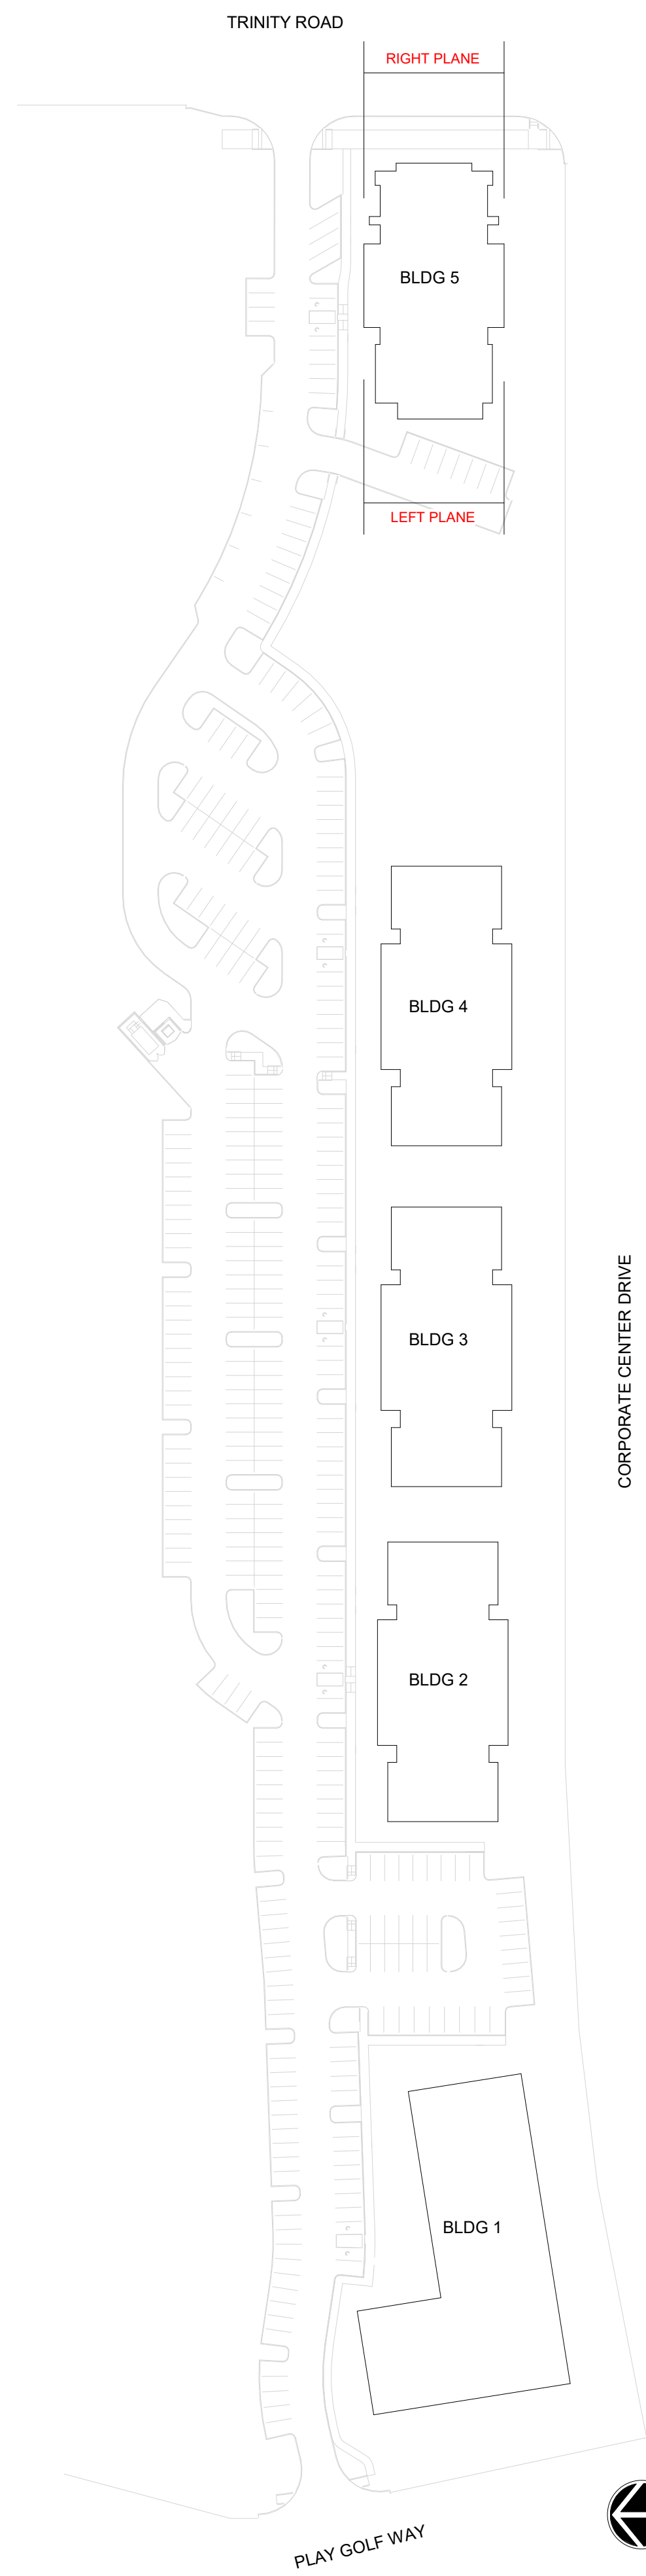 TRINITY ROAD
RIGHT PLANE
BLDG 5
LEFT PLANE
BLDG 4
CORPORATE CENTER DRIVE
BLDG 3
BLDG 2
BLDG 1
PLAY GOLF WAY